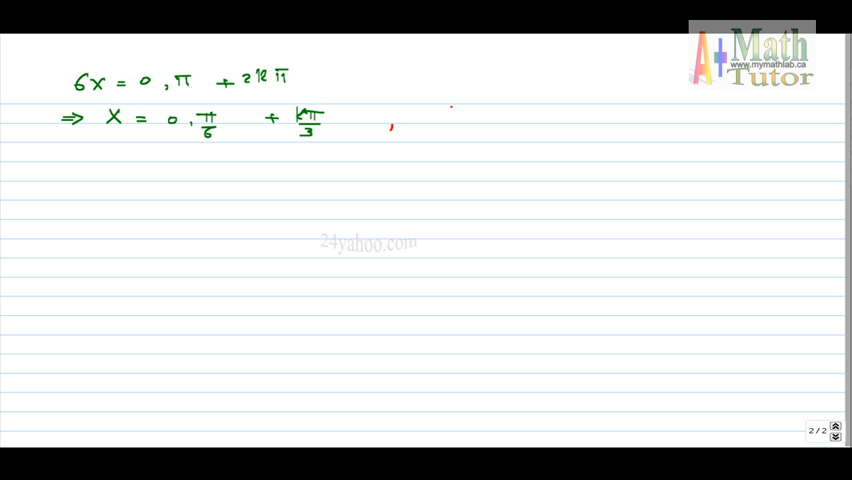 A+ Math
www.mymathlab.ca
Tutor
6x = 0 , π + 2kπ
⇒ x = 0 , π/6 + kπ/3 ,
24yahoo.com
2/2